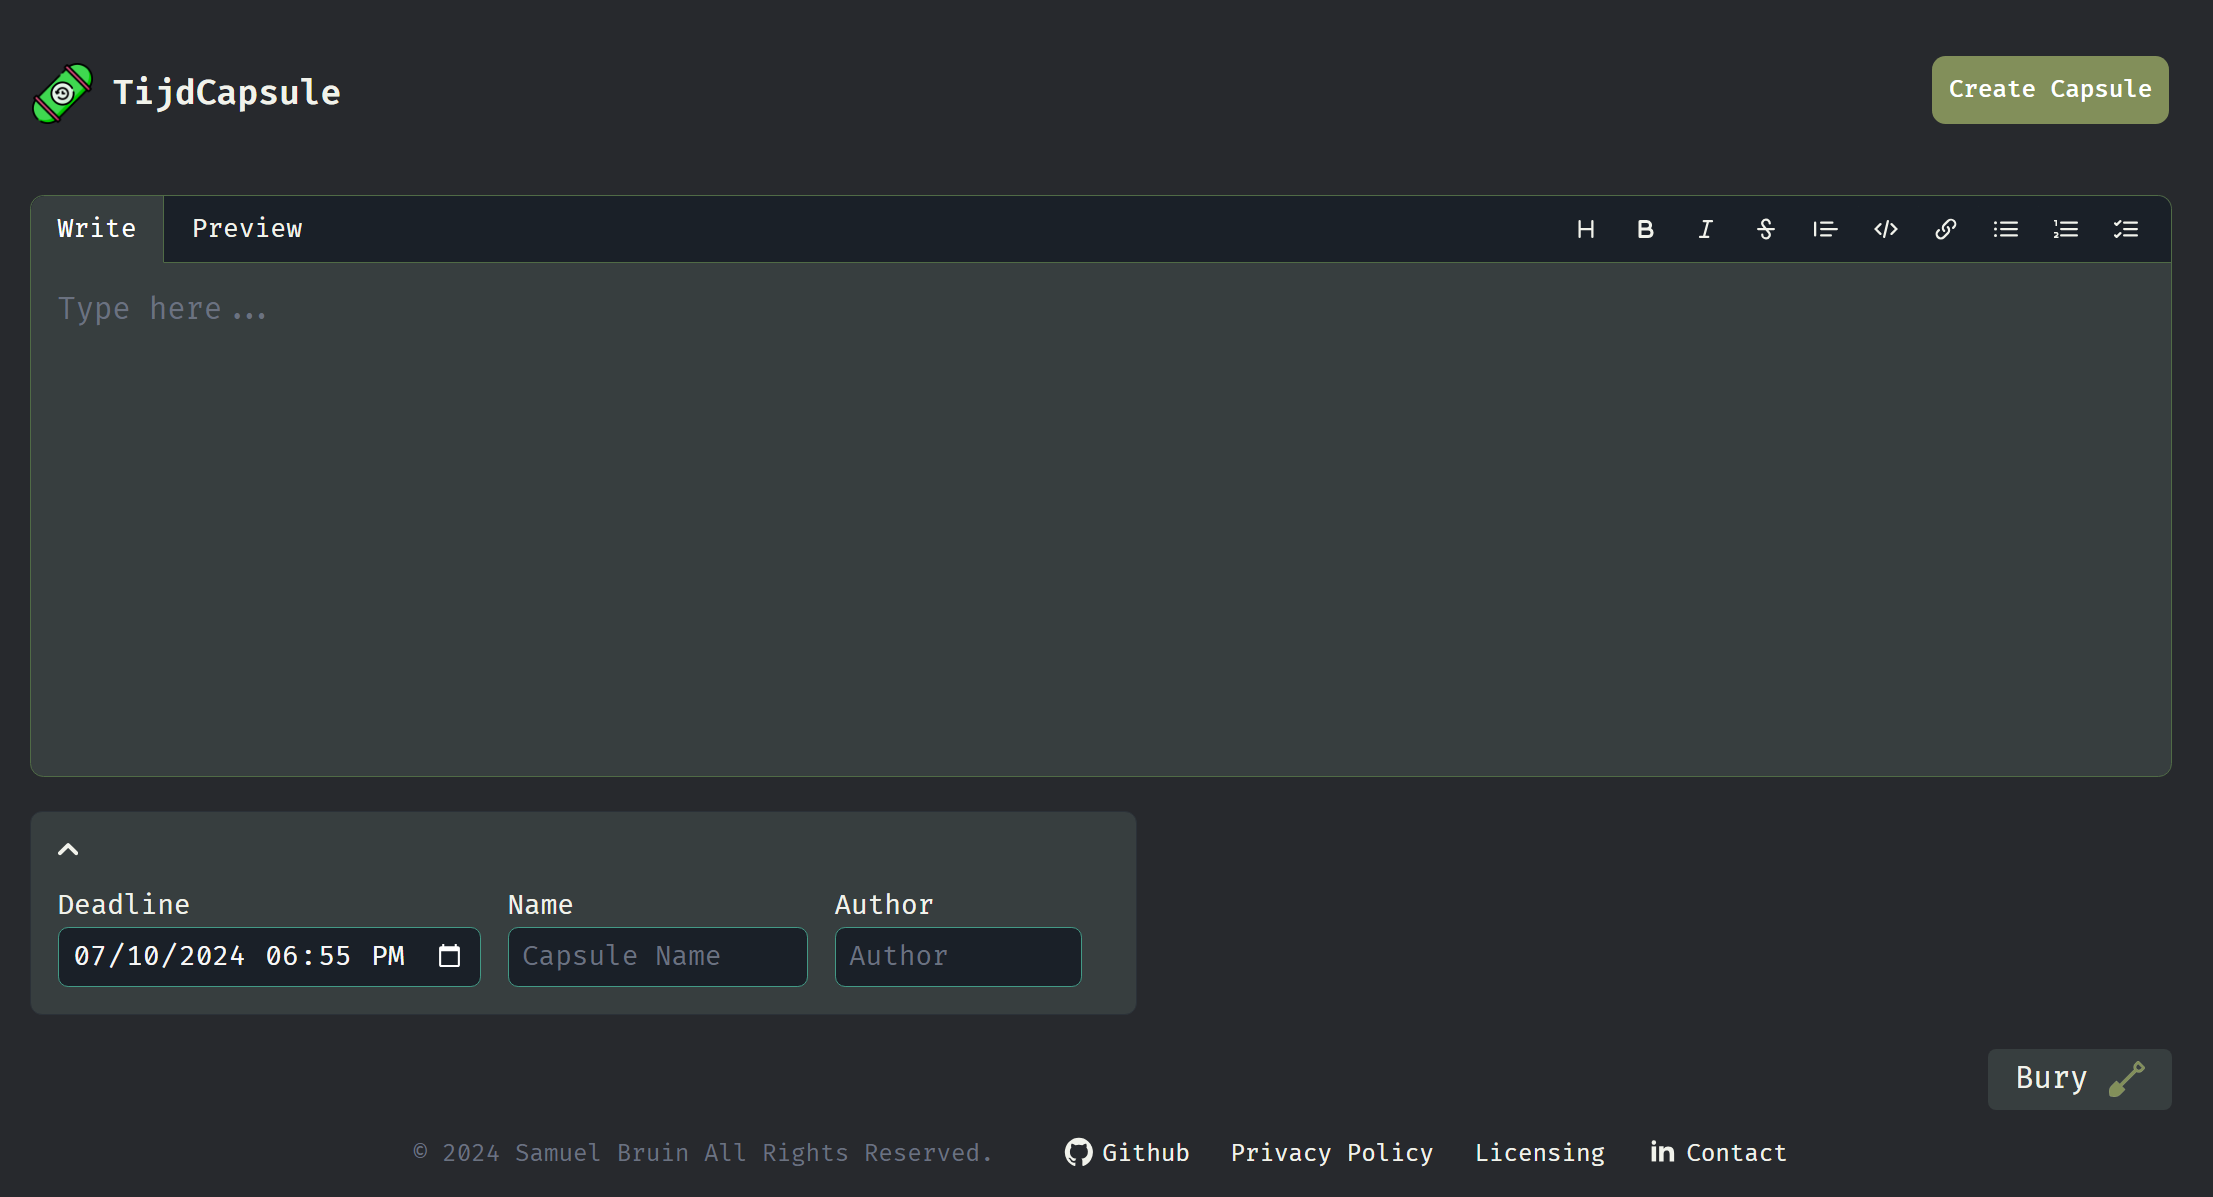 TijdCapsule
Create Capsule
Write
Preview
Type here...
Deadline
Name
Author
07/10/2024 06:55 PM
Capsule Name
Author
Bury
© 2024 Samuel Bruin All Rights Reserved.
Github
Privacy Policy
Licensing
Contact